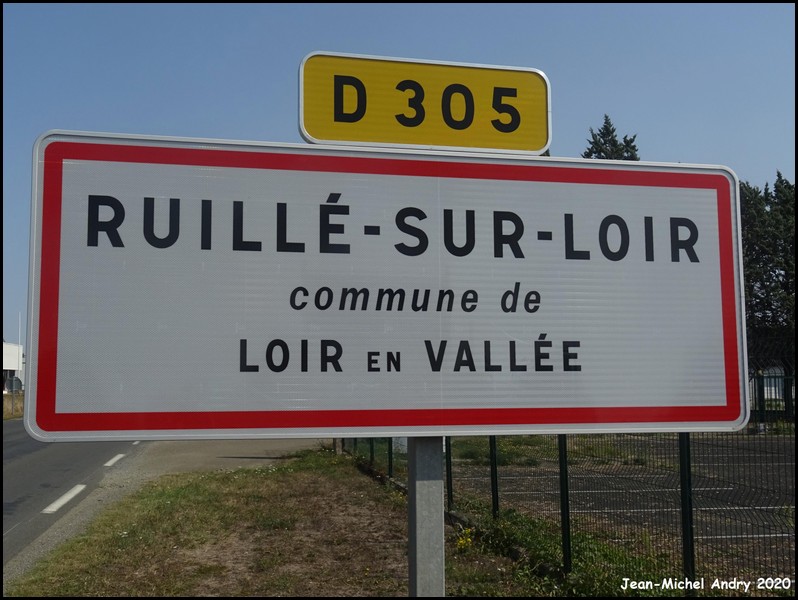 D 305
RUILLÉ-SUR-LOIR
commune de
LOIR EN VALLÉE
Jean-Michel Andry 2020